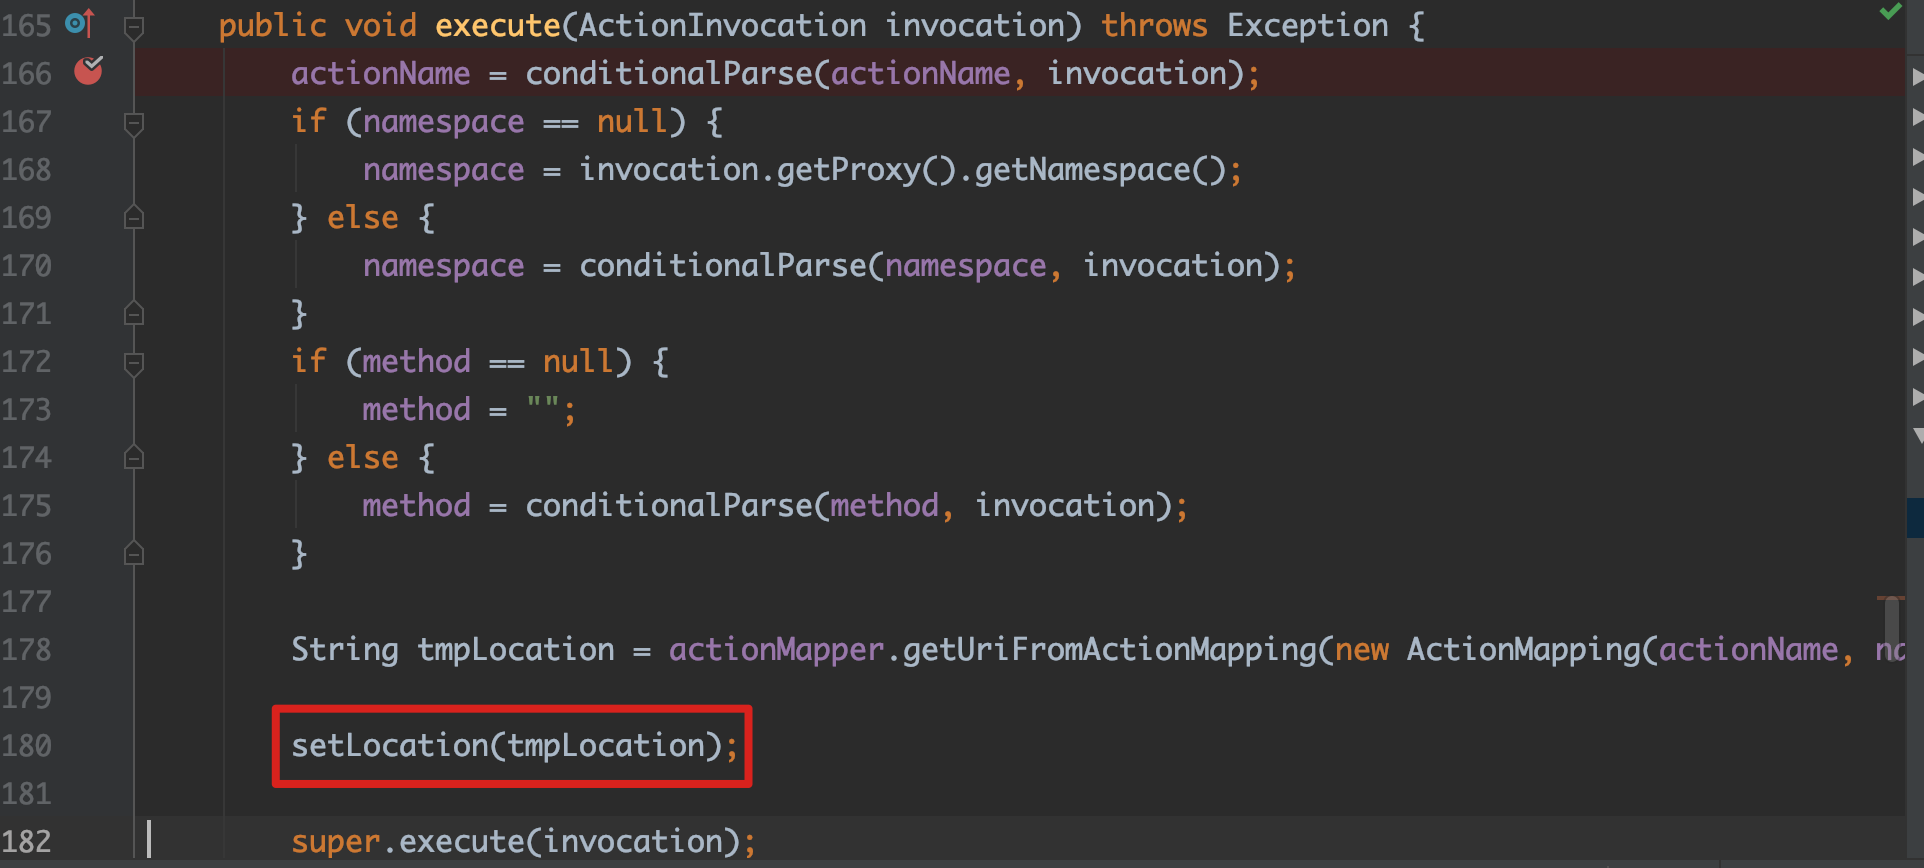 165 public void execute(ActionInvocation invocation) throws Exception {
166 actionName = conditionalParse(actionName, invocation);
167 if (namespace == null) {
168 namespace = invocation.getProxy().getNamespace();
169 } else {
170 namespace = conditionalParse(namespace, invocation);
171 }
172 if (method == null) {
173 method = "";
174 } else {
175 method = conditionalParse(method, invocation);
176 }
177
178 String tmpLocation = actionMapper.getUriFromActionMapping(new ActionMapping(actionName, na
179
180 setLocation(tmpLocation);
181
182 super.execute(invocation);